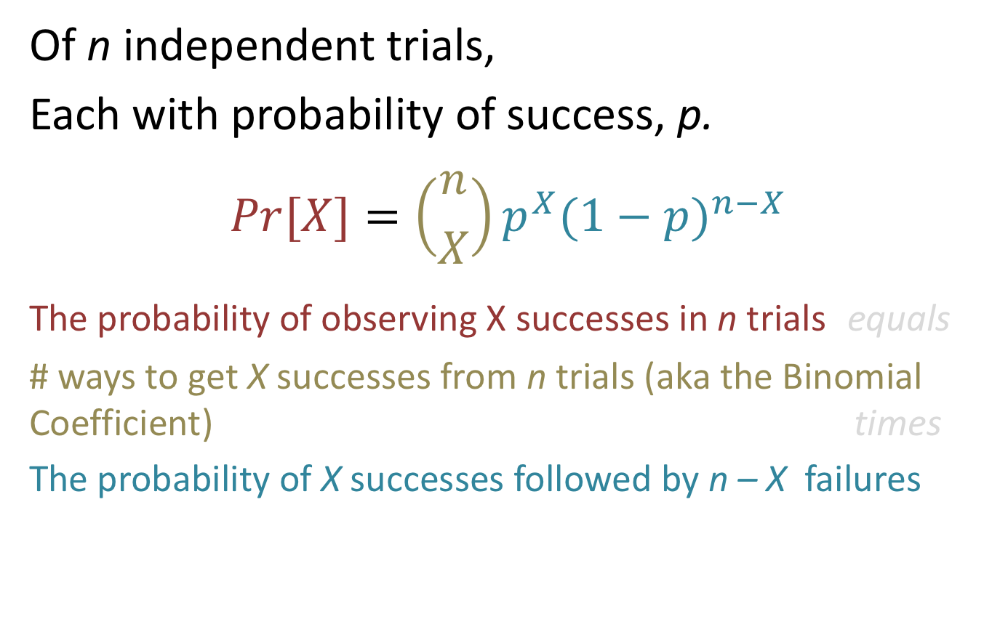 Of n independent trials,
Each with probability of success, p.
Pr[X] = (n X) p^X (1 − p)^{n−X}
The probability of observing X successes in n trials equals
# ways to get X successes from n trials (aka the Binomial
Coefficient) times
The probability of X successes followed by n – X failures